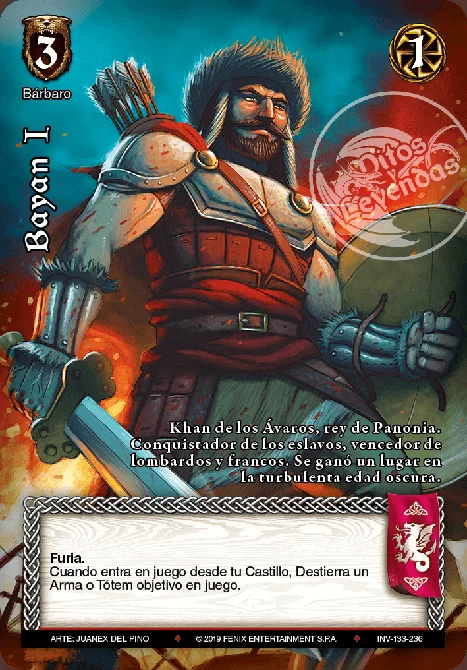 3
1
Bárbaro
Mitos
y
Leyendas
Bayan I
Khan de los Ávaros, rey de Panonia.
Conquistador de los eslavos, vencedor de
lombardos y francos. Se ganó un lugar en
la turbulenta edad oscura.
Furia.
Cuando entra en juego desde tu Castillo, Destierra un
Arma o Tótem objetivo en juego.
ARTE: JUANEX DEL PINO ♦ © 2019 FENIX ENTERTAINMENT S.P.A. ♦ INV-133-236